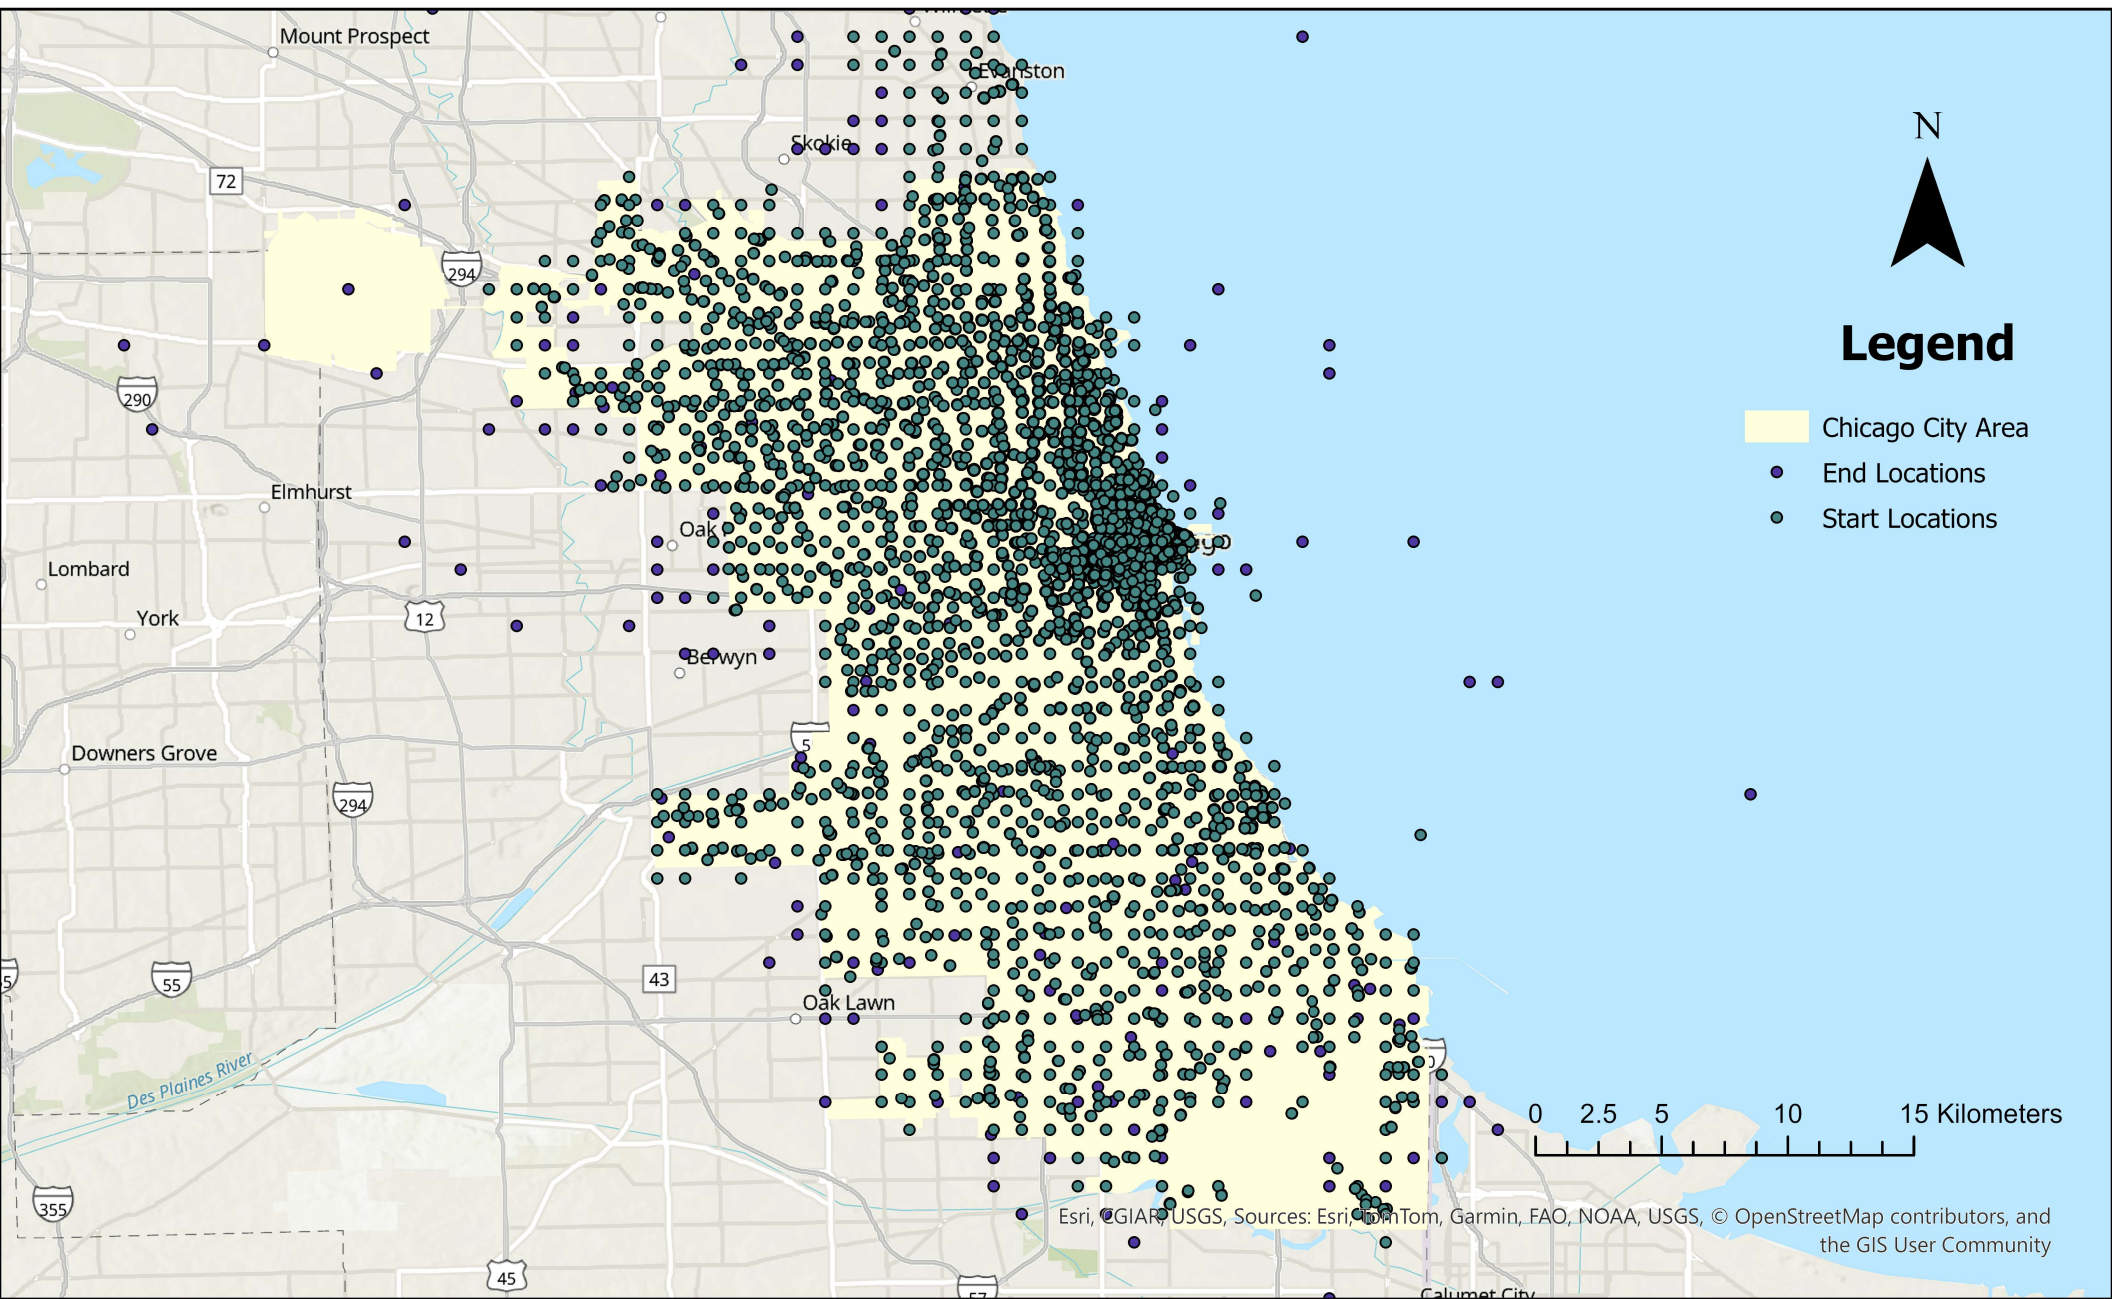 Mount Prospect
Evanston
N
Skokie
72
294
Legend
290
Chicago City Area
End Locations
Elmhurst
Start Locations
Oak
Lombard
York
12
Berwyn
5
Downers Grove
294
55
43
Oak Lawn
Des Plaines River
0 2.5 5 10 15 Kilometers
355
Esri, CGIAR, USGS, Sources: Esri, TomTom, Garmin, FAO, NOAA, USGS, © OpenStreetMap contributors, and
the GIS User Community
45
57
Calumet City